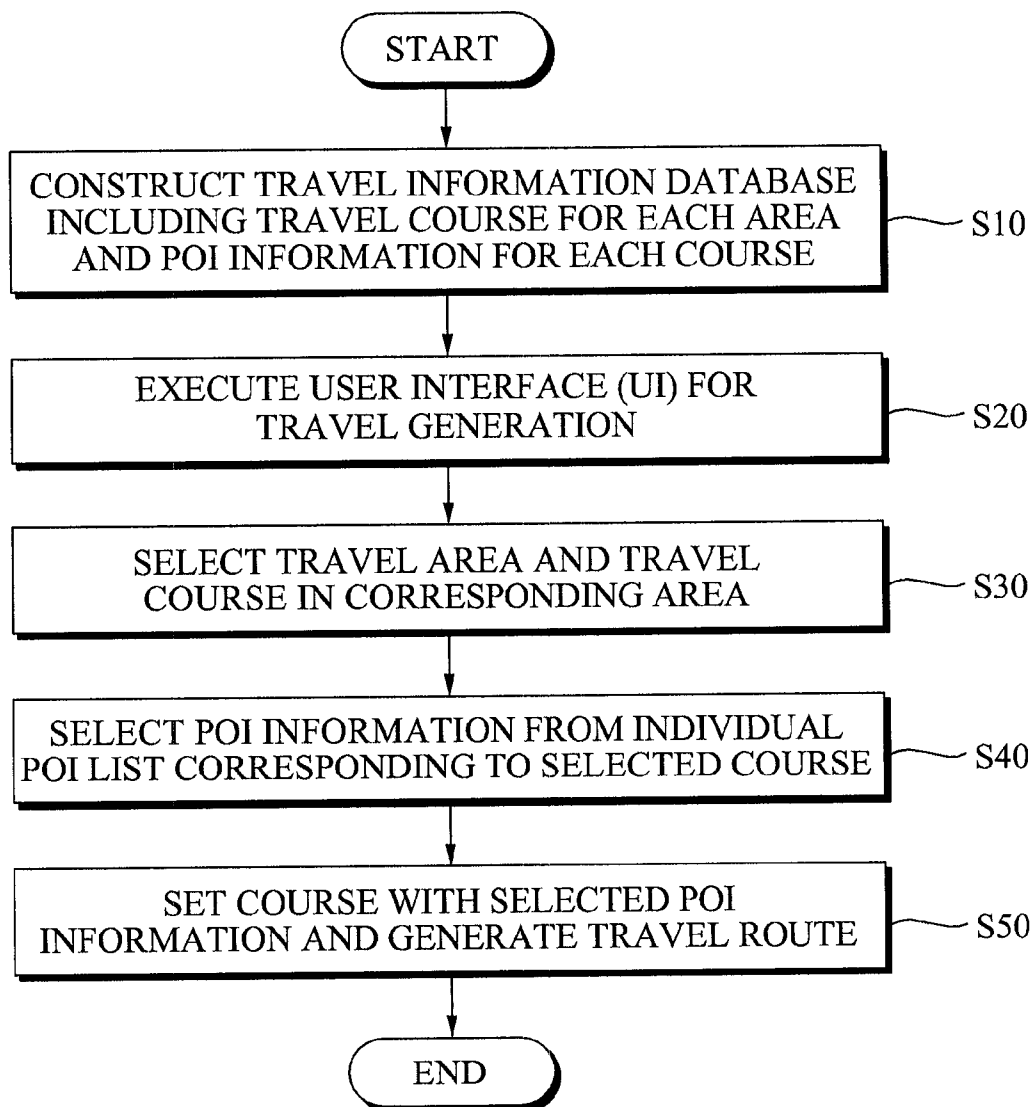 START
CONSTRUCT TRAVEL INFORMATION DATABASE
INCLUDING TRAVEL COURSE FOR EACH AREA
AND POI INFORMATION FOR EACH COURSE
S10
EXECUTE USER INTERFACE (UI) FOR
TRAVEL GENERATION
S20
SELECT TRAVEL AREA AND TRAVEL
COURSE IN CORRESPONDING AREA
S30
SELECT POI INFORMATION FROM INDIVIDUAL
POI LIST CORRESPONDING TO SELECTED COURSE
S40
SET COURSE WITH SELECTED POI
INFORMATION AND GENERATE TRAVEL ROUTE
S50
END